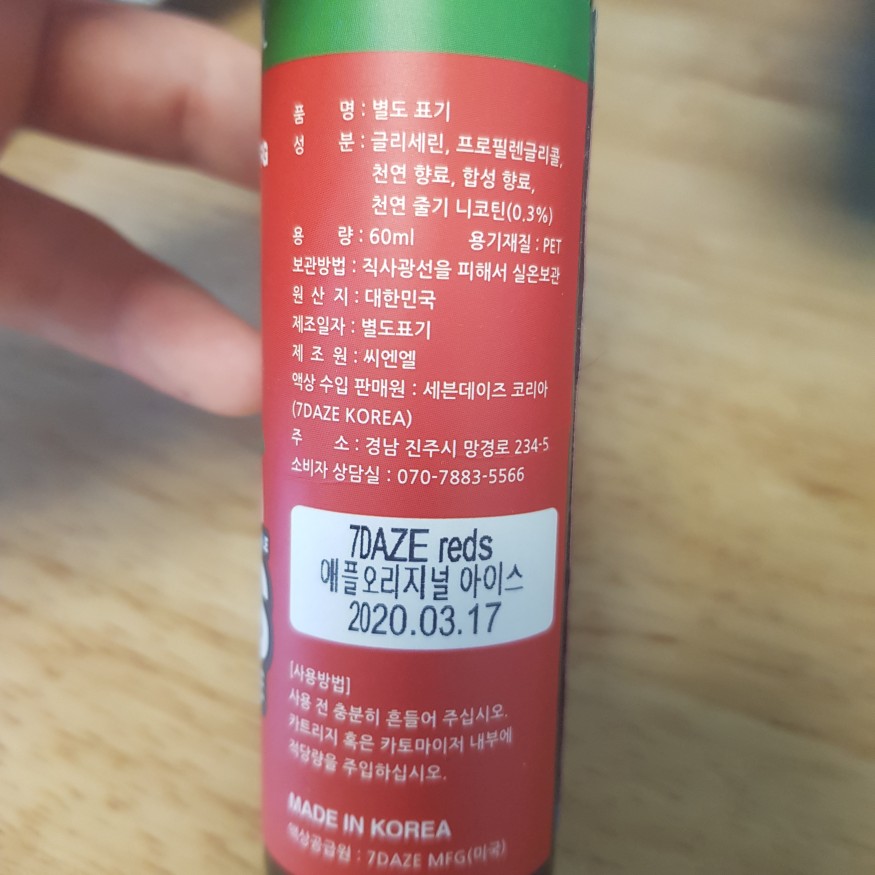 품 명 : 별도 표기
성 분 : 글리세린, 프로필렌글리콜,
천연 향료, 합성 향료,
천연 줄기 니코틴(0.3%)
용 량 : 60ml 용기재질 : PET
보관방법 : 직사광선을 피해서 실온보관
원 산 지 : 대한민국
제조일자 : 별도표기
제 조 원 : 씨엔엘
액상 수입 판매원 : 세븐데이즈 코리아
(7DAZE KOREA)
주 소 : 경남 진주시 망경로 234-5
소비자 상담실 : 070-7883-5566
7DAZE reds
애플오리지널 아이스
2020.03.17
[사용방법]
사용 전 충분히 흔들어 주십시오.
카트리지 혹은 카토마이저 내부에
적당량을 주입하십시오.
MADE IN KOREA
액상공급원 : 7DAZE MFG(미국)